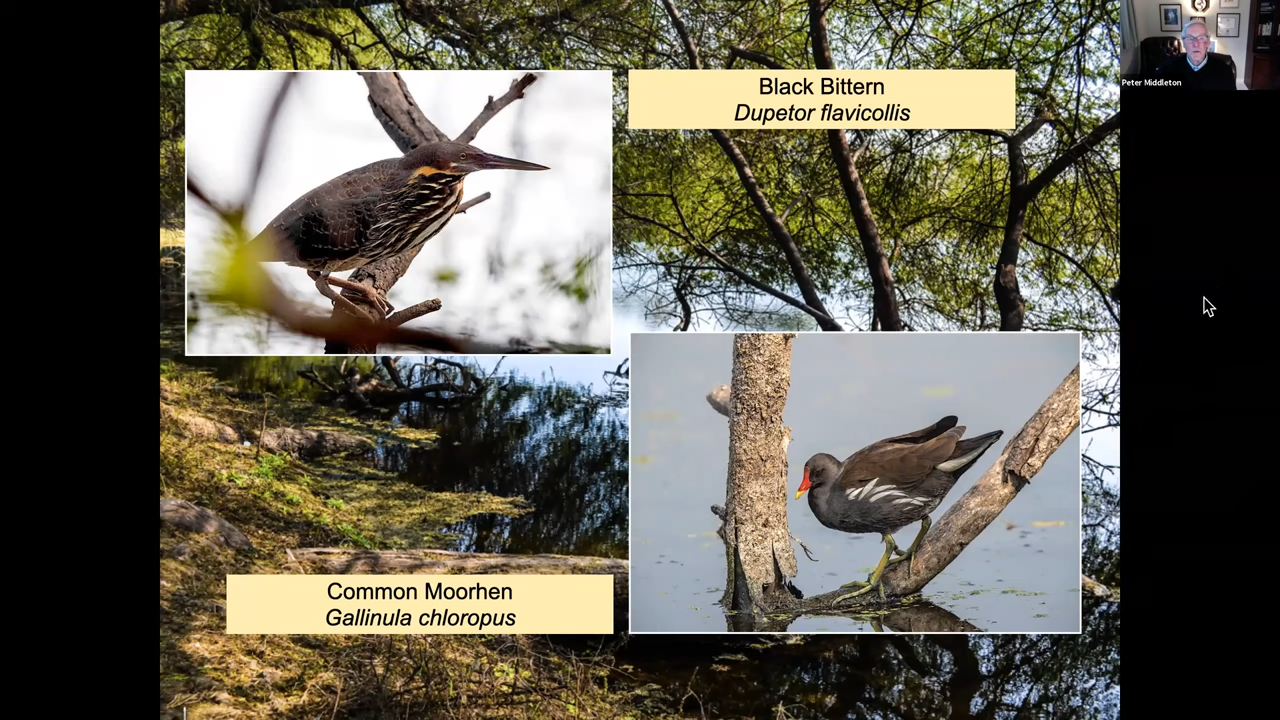 Black Bittern
Dupetor flavicollis
Peter Middleton
Common Moorhen
Gallinula chloropus